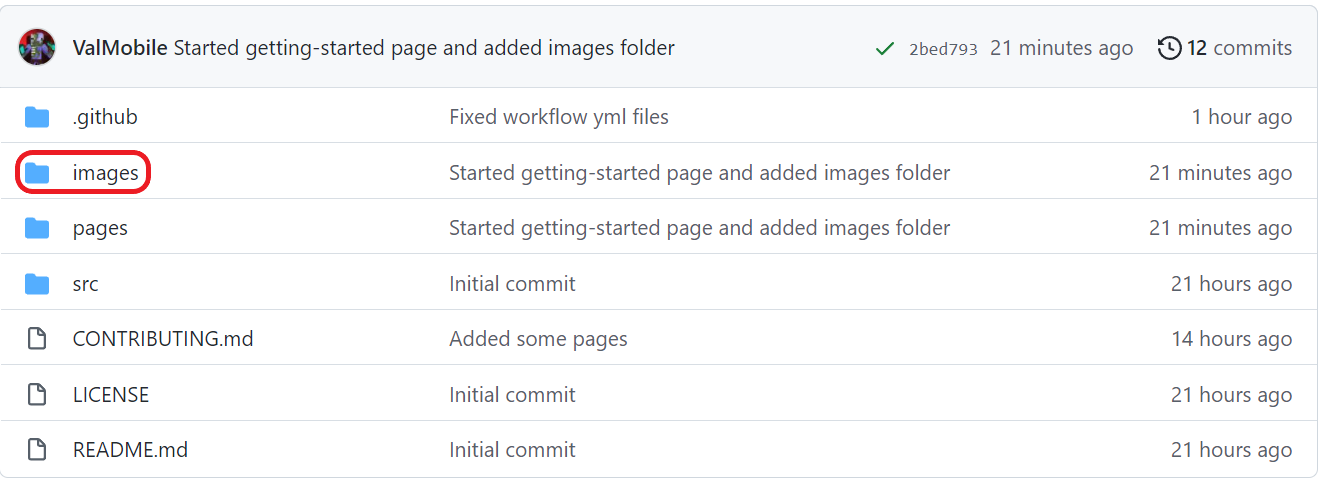 ValMobile Started getting-started page and added images folder 2bed793 21 minutes ago 12 commits
.github Fixed workflow yml files 1 hour ago
images Started getting-started page and added images folder 21 minutes ago
pages Started getting-started page and added images folder 21 minutes ago
src Initial commit 21 hours ago
CONTRIBUTING.md Added some pages 14 hours ago
LICENSE Initial commit 21 hours ago
README.md Initial commit 21 hours ago